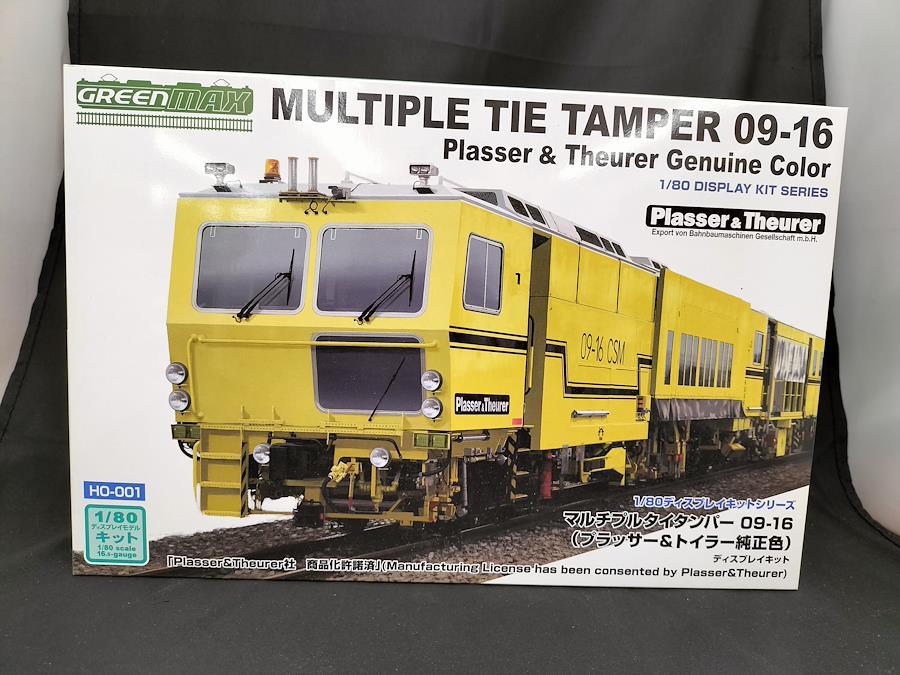 GREENMAX
MULTIPLE TIE TAMPER 09-16
Plasser & Theurer Genuine Color
1/80 DISPLAY KIT SERIES
Plasser & Theurer
Export von Bahnbaumaschinen Gesellschaft m.b.H.
1
09-16 CSM
Plasser & Theurer
HO-001
1/80
ディスプレイモデル
キット
1/80 scale
16.5-gauge
1/80ディスプレイキットシリーズ
マルチプルタイタンパー 09-16
(プラッサー&トイラー純正色)
ディスプレイキット
「Plasser&Theurer社 商品化許諾済」(Manufacturing License has been consented by Plasser&Theurer)